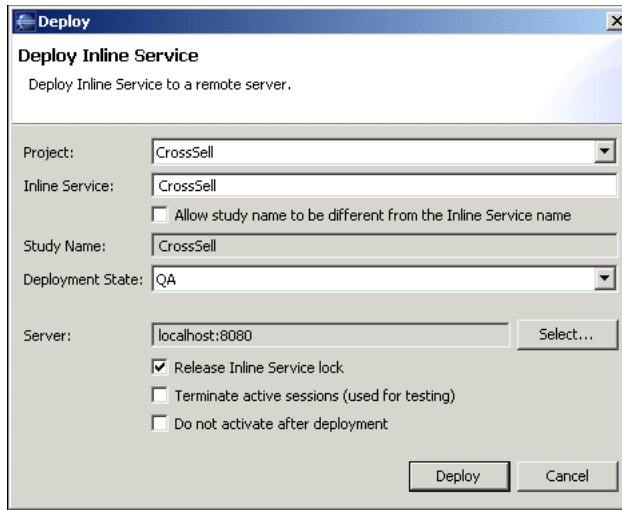 Deploy
Deploy Inline Service
Deploy Inline Service to a remote server.
Project: CrossSell
Inline Service: CrossSell
Allow study name to be different from the Inline Service name
Study Name: CrossSell
Deployment State: QA
Server: localhost:8080 Select...
Release Inline Service lock
Terminate active sessions (used for testing)
Do not activate after deployment
Deploy Cancel